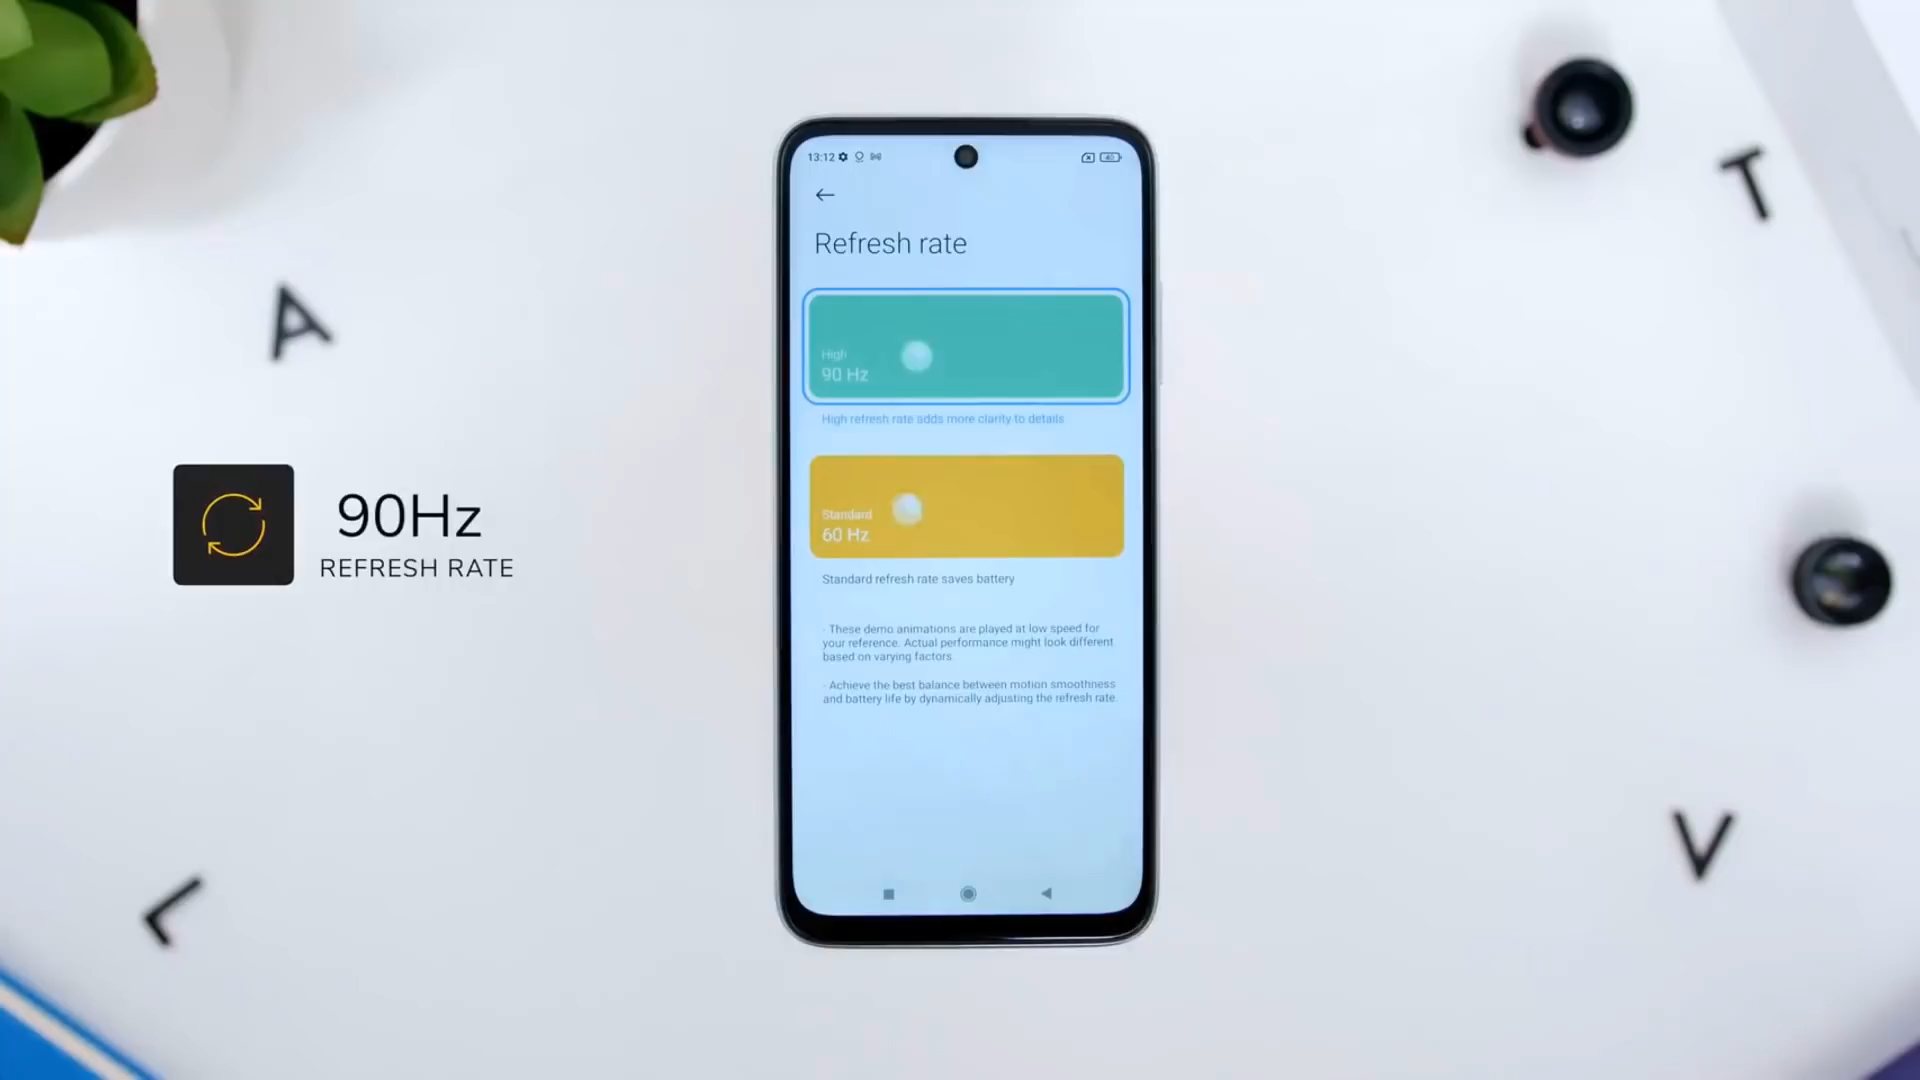 13:12
Refresh rate
High
90 Hz
High refresh rate adds more clarity to details
Standard
60 Hz
Standard refresh rate saves battery
· These demo animations are played at low speed for
your reference. Actual performance might look different
based on varying factors.
· Achieve the best balance between motion smoothness
and battery life by dynamically adjusting the refresh rate.
90Hz
REFRESH RATE
A
T
L
V